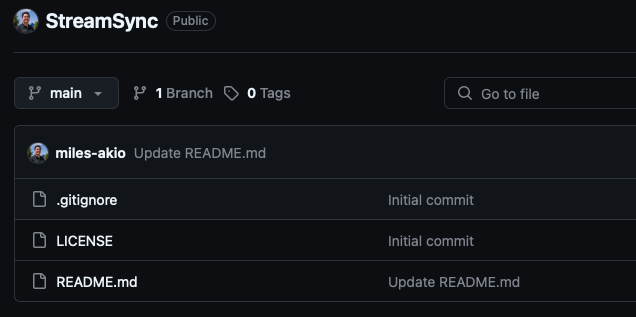 StreamSync Public
main 1 Branch 0 Tags Go to file
miles-akio Update README.md
.gitignore Initial commit
LICENSE Initial commit
README.md Update README.md